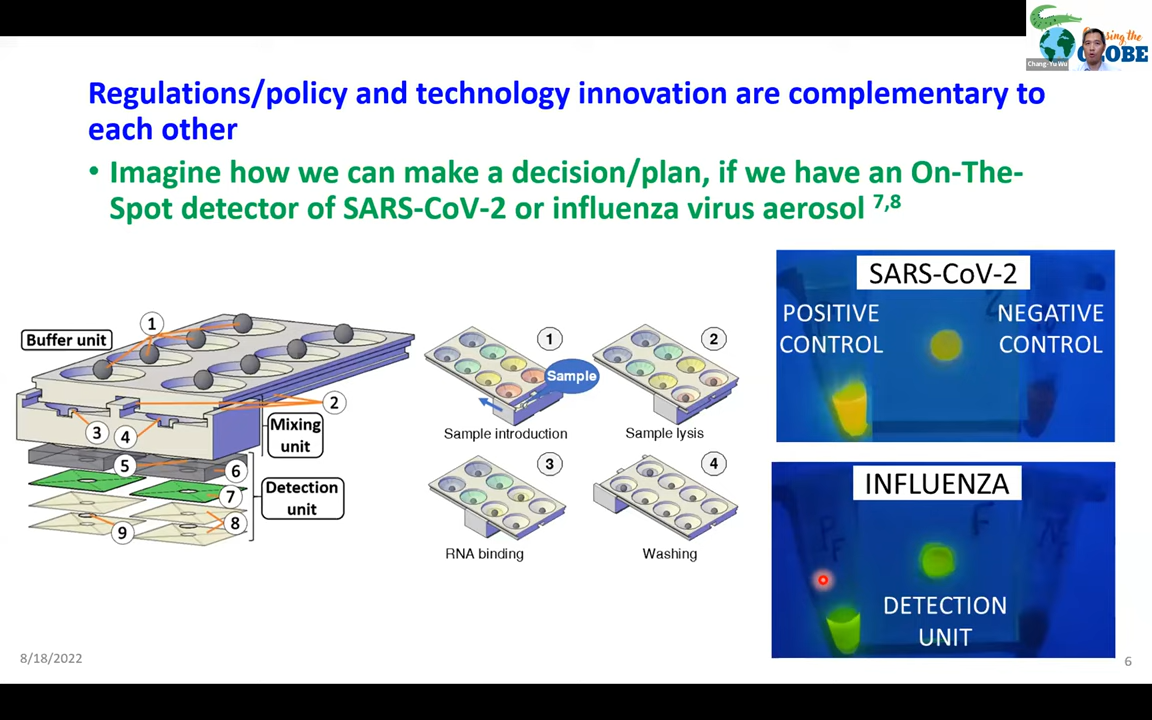 Chang-Yu Wu
OBE
Regulations/policy and technology innovation are complementary to
each other
• Imagine how we can make a decision/plan, if we have an On-The-
Spot detector of SARS-CoV-2 or influenza virus aerosol 7,8
Buffer unit
1
2
3
4
Mixing
unit
5
6
7
8
9
Detection
unit
1
Sample
Sample introduction
2
Sample lysis
3
RNA binding
4
Washing
SARS-CoV-2
POSITIVE
CONTROL
NEGATIVE
CONTROL
INFLUENZA
DETECTION
UNIT
8/18/2022
6